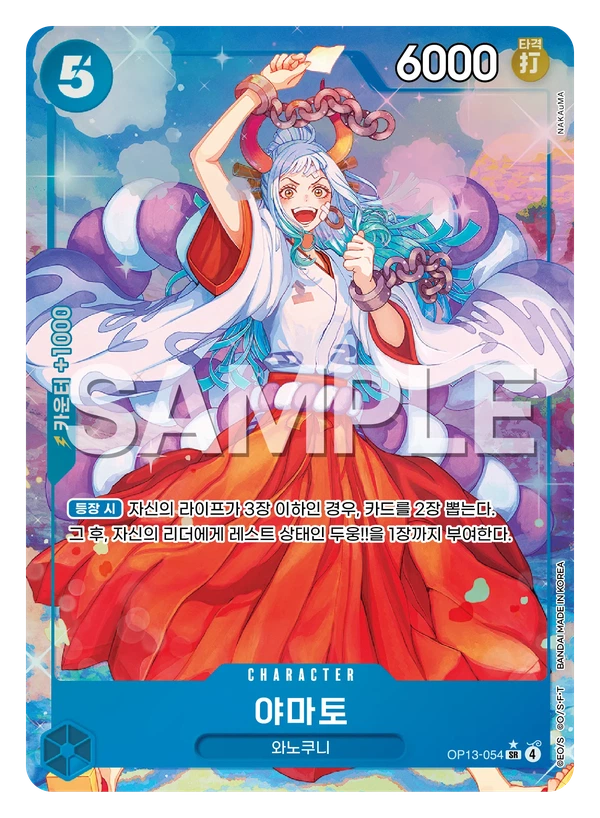 5
6000
타격
打
NAKAuMA
⚡카운터 +1000
SAMPLE
등장 시 자신의 라이프가 3장 이하인 경우, 카드를 2장 뽑는다.
그 후, 자신의 리더에게 레스트 상태인 두웅!!을 1장까지 부여한다.
CHARACTER
야마토
와노쿠니
OP13-054 ★ SR 4
©EIO/S ©O/S·F·T BANDAI MADE IN KOREA